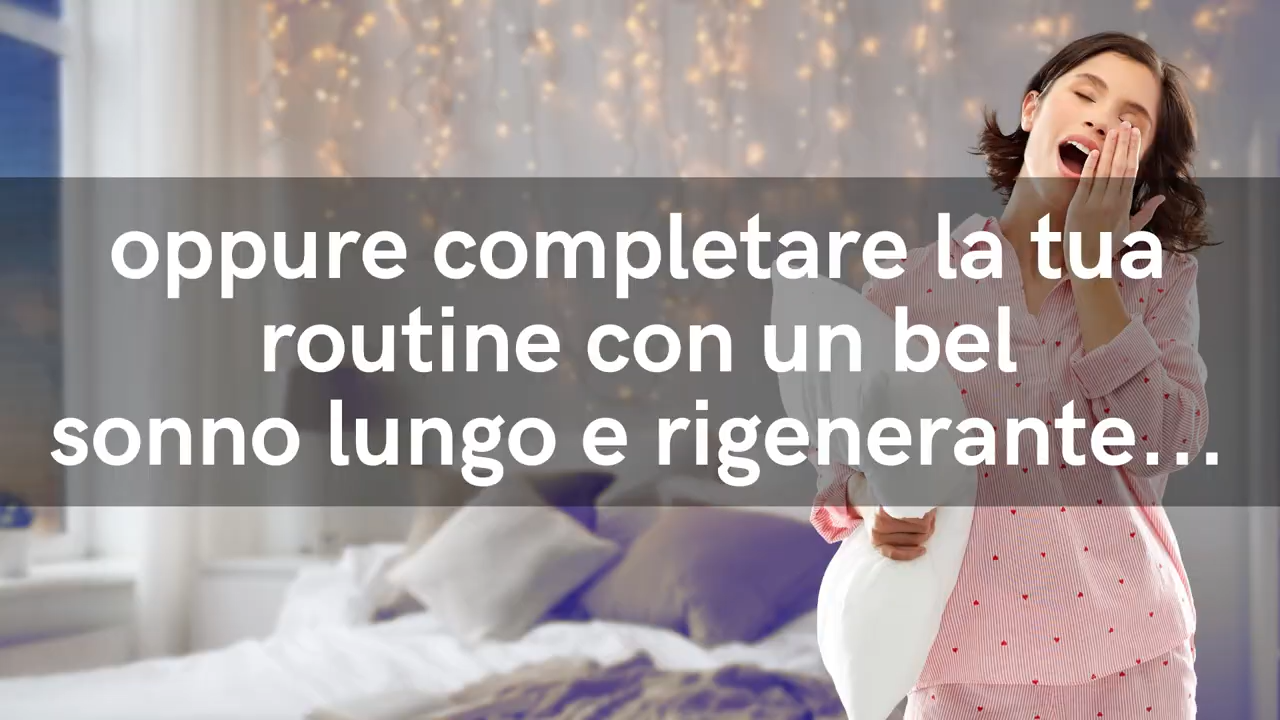 oppure completare la tua
routine con un bel
sonno lungo e rigenerante...